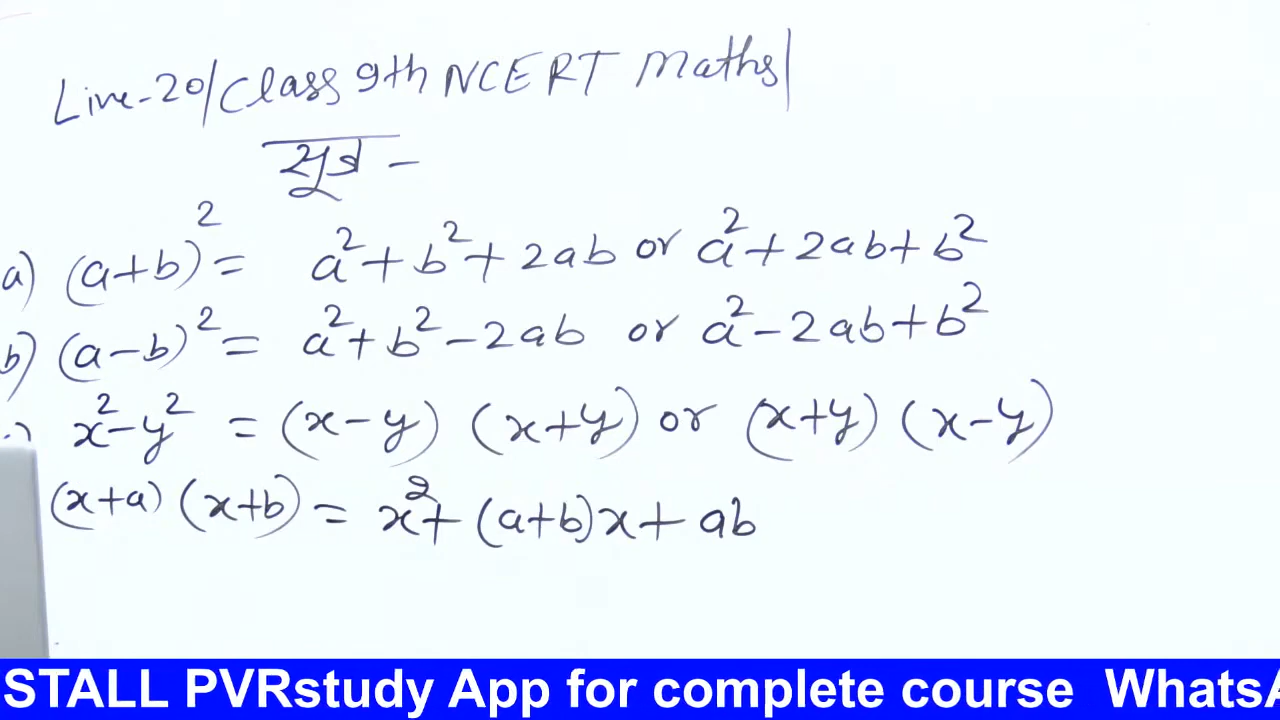 Live-20/Class 9th NCERT Maths|
सूत्र –
a) (a+b)² = a²+b²+2ab or a²+2ab+b²
b) (a-b)² = a²+b²-2ab or a²-2ab+b²
x²-y² = (x-y) (x+y) or (x+y) (x-y)
(x+a) (x+b) = x²+ (a+b)x+ ab
STALL PVRstudy App for complete course WhatsA